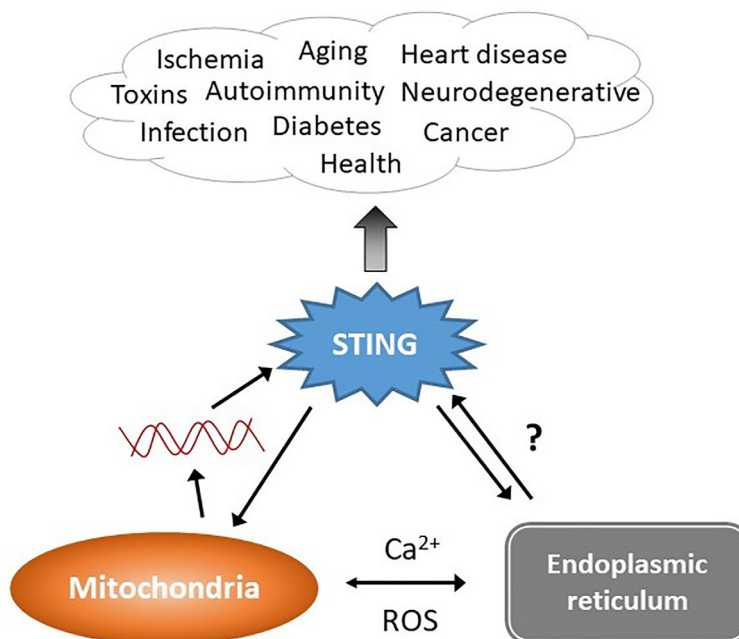 Ischemia Aging Heart disease
Toxins Autoimmunity Neurodegenerative
Infection Diabetes Cancer
Health
STING
?
Ca²⁺
Mitochondria
ROS
Endoplasmic
reticulum